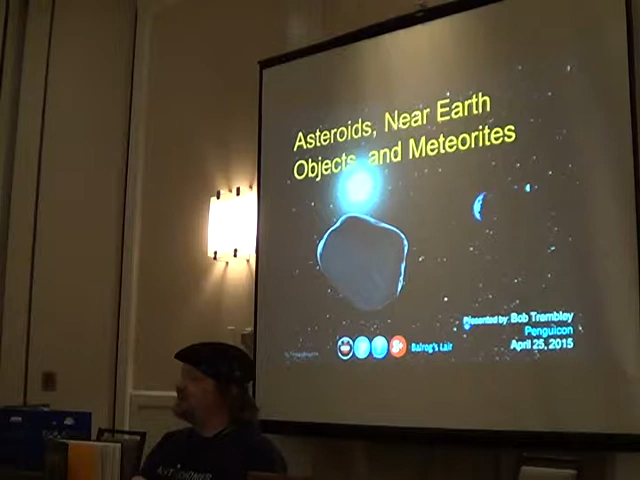 Asteroids, Near Earth
Objects, and Meteorites
Presented by: Bob Trembley
Penguicon
April 25, 2015
Balrog's Lair